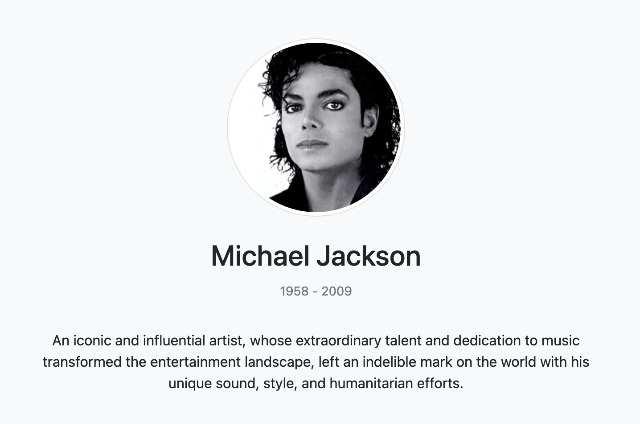 Michael Jackson
1958 - 2009
An iconic and influential artist, whose extraordinary talent and dedication to music
transformed the entertainment landscape, left an indelible mark on the world with his
unique sound, style, and humanitarian efforts.